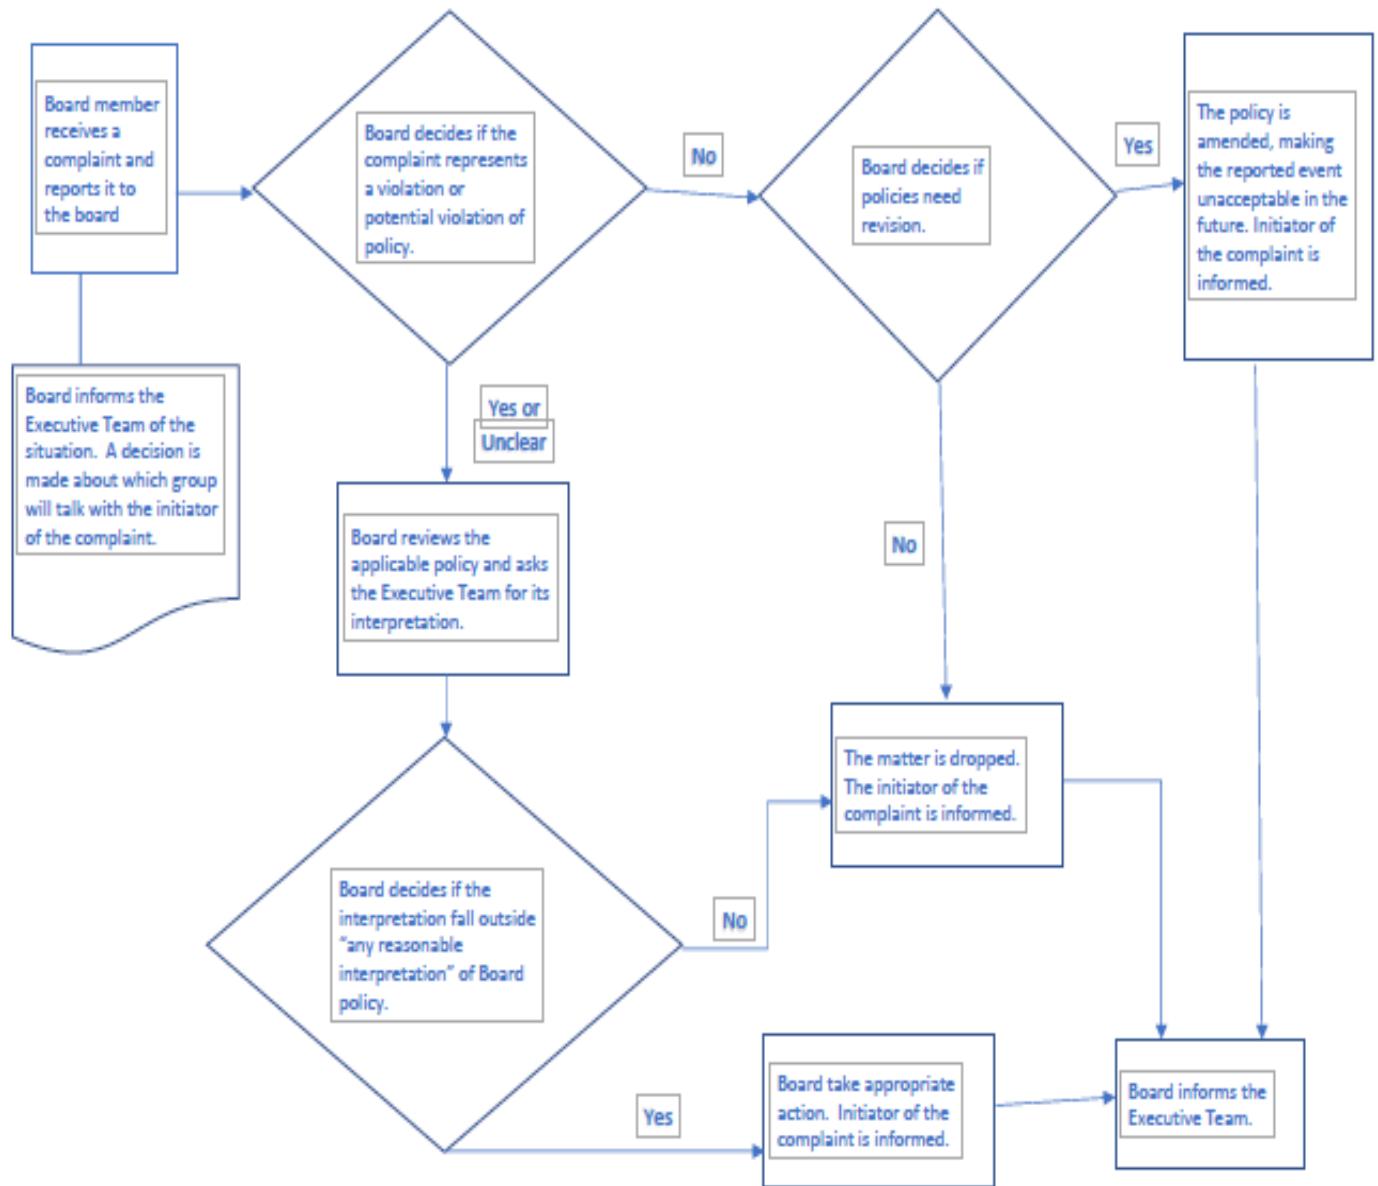 Board member
receives a
complaint and
reports it to
the board
Board decides if the
complaint represents
a violation or
potential violation of
policy.
No
Board decides if
policies need
revision.
Yes
The policy is
amended, making
the reported event
unacceptable in the
future. Initiator of
the complaint is
informed.
Board informs the
Executive Team of the
situation.  A decision is
made about which group
will talk with the initiator
of the complaint.
Yes or
Unclear
Board reviews the
applicable policy and asks
the Executive Team for its
interpretation.
No
The matter is dropped.
The initiator of the
complaint is informed.
Board decides if the
interpretation fall outside
“any reasonable
interpretation” of Board
policy.
No
Yes
Board take appropriate
action.  Initiator of the
complaint is informed.
Board informs the
Executive Team.